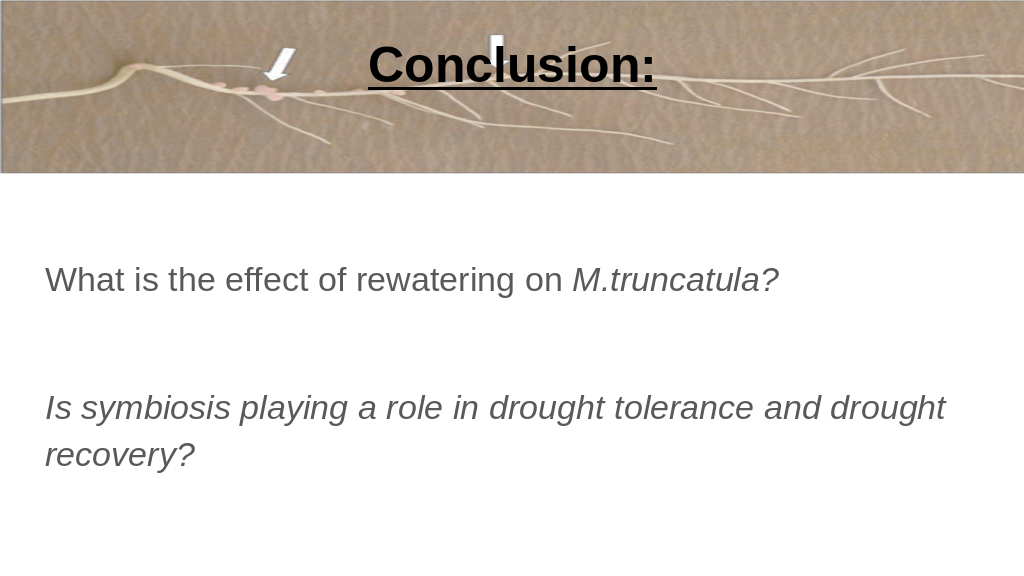 Conclusion:
What is the effect of rewatering on M.truncatula?
Is symbiosis playing a role in drought tolerance and drought
recovery?